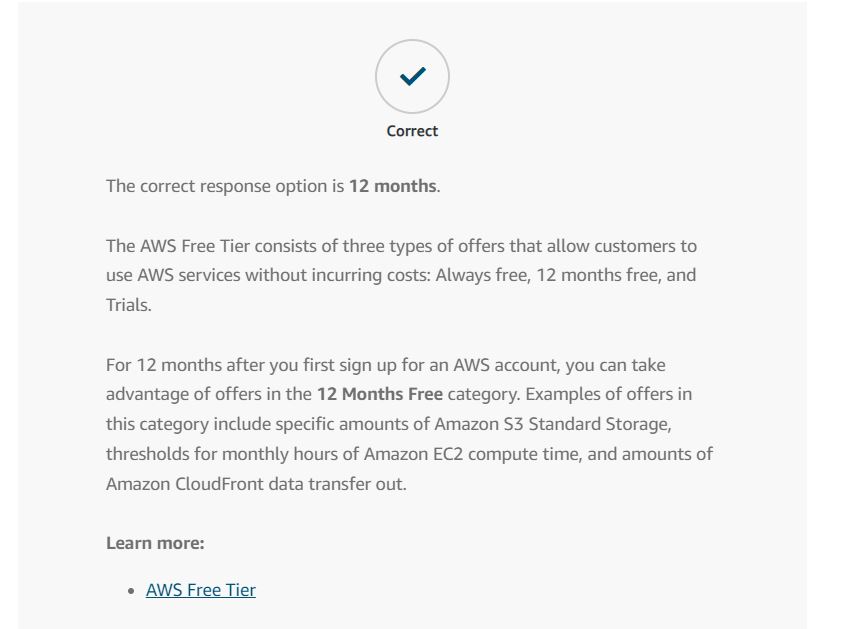 Correct
The correct response option is 12 months.
The AWS Free Tier consists of three types of offers that allow customers to
use AWS services without incurring costs: Always free, 12 months free, and
Trials.
For 12 months after you first sign up for an AWS account, you can take
advantage of offers in the 12 Months Free category. Examples of offers in
this category include specific amounts of Amazon S3 Standard Storage,
thresholds for monthly hours of Amazon EC2 compute time, and amounts of
Amazon CloudFront data transfer out.
Learn more:
• AWS Free Tier